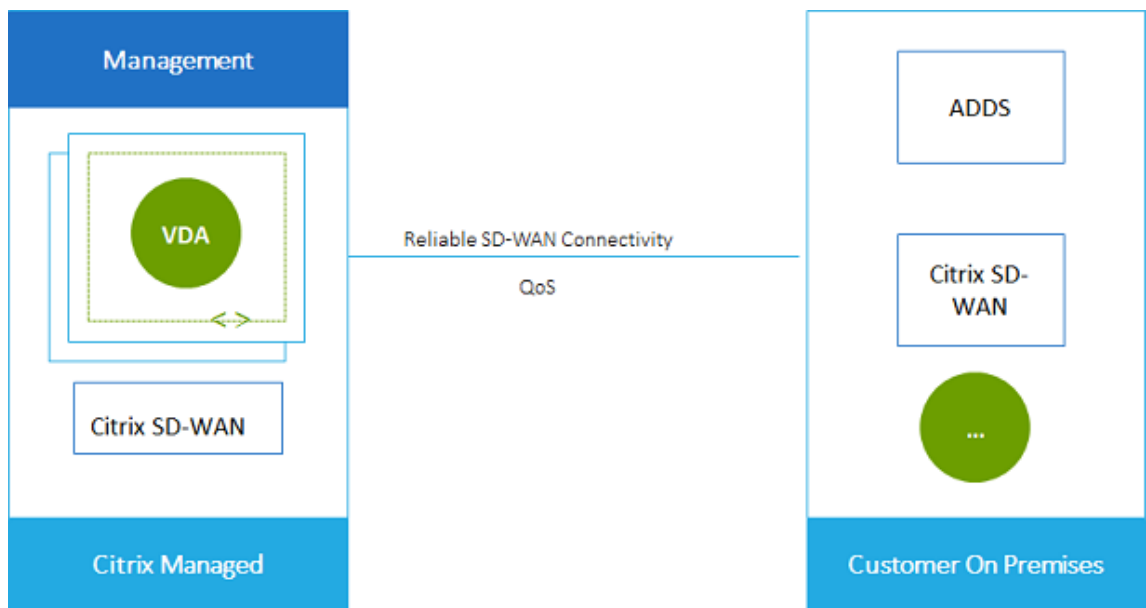 Management
VDA
< >
Citrix SD-WAN
Citrix Managed
Reliable SD-WAN Connectivity
QoS
ADDS
Citrix SD-
WAN
...
Customer On Premises